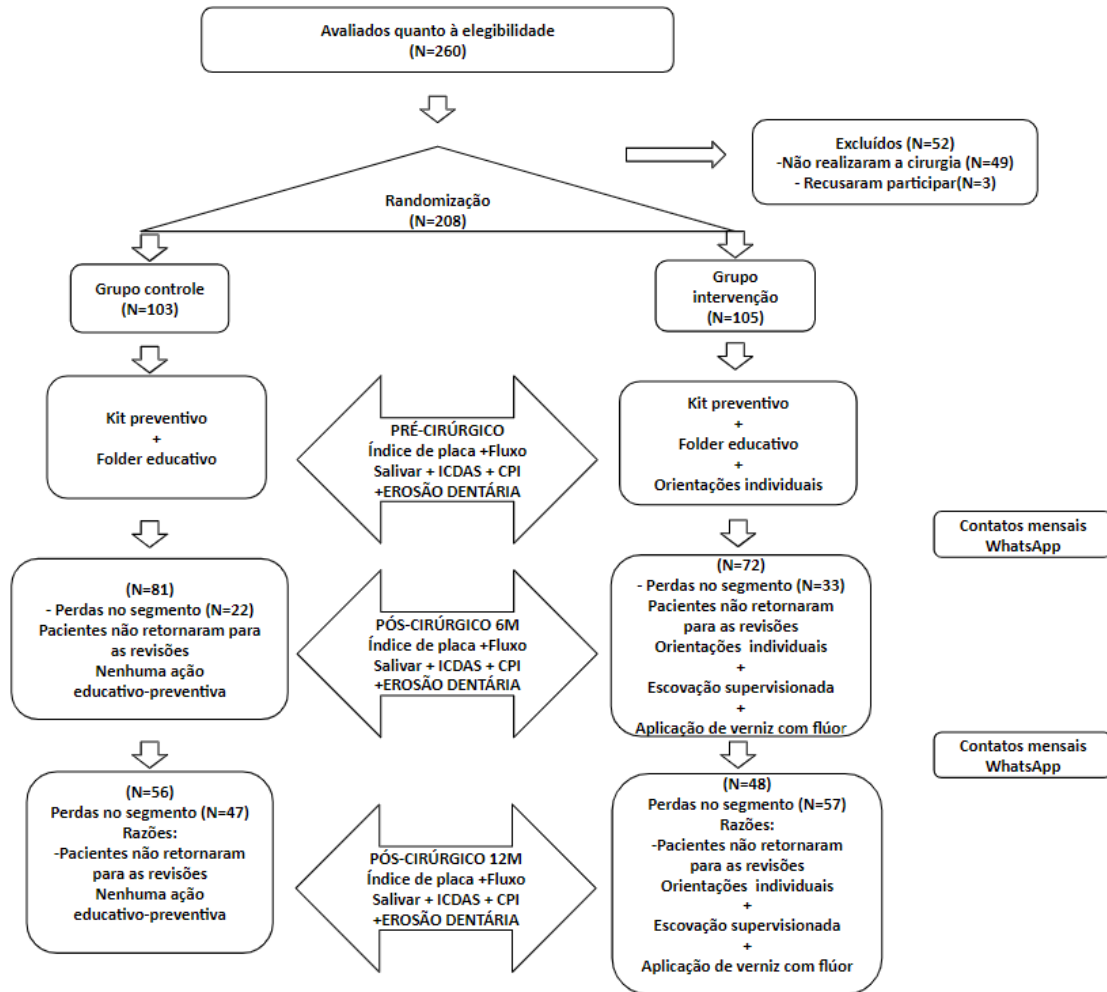 Avaliados quanto à elegibilidade
(N=260)
Excluídos (N=52)
-Não realizaram a cirurgia (N=49)
- Recusaram participar(N=3)
Randomização
(N=208)
Grupo controle
(N=103)
Grupo
intervenção
(N=105)
Kit preventivo
+
Folder educativo
PRÉ-CIRÚRGICO
Índice de placa +Fluxo
Salivar + ICDAS + CPI
+EROSÃO DENTÁRIA
Kit preventivo
+
Folder educativo
+
Orientações individuais
Contatos mensais
WhatsApp
(N=81)
- Perdas no segmento (N=22)
Pacientes não retornaram para
as revisões
Nenhuma ação
educativo-preventiva
PÓS-CIRÚRGICO 6M
Índice de placa +Fluxo
Salivar + ICDAS + CPI
+EROSÃO DENTÁRIA
(N=72)
- Perdas no segmento (N=33)
Pacientes não retornaram
para as revisões
Orientações individuais
+
Escovação supervisionada
+
Aplicação de verniz com flúor
Contatos mensais
WhatsApp
(N=56)
Perdas no segmento (N=47)
Razões:
-Pacientes não retornaram
para as revisões
Nenhuma ação
educativo-preventiva
PÓS-CIRÚRGICO 12M
Índice de placa +Fluxo
Salivar + ICDAS + CPI
+EROSÃO DENTÁRIA
(N=48)
Perdas no segmento (N=57)
Razões:
-Pacientes não retornaram
para as revisões
Orientações individuais
+
Escovação supervisionada
+
Aplicação de verniz com flúor